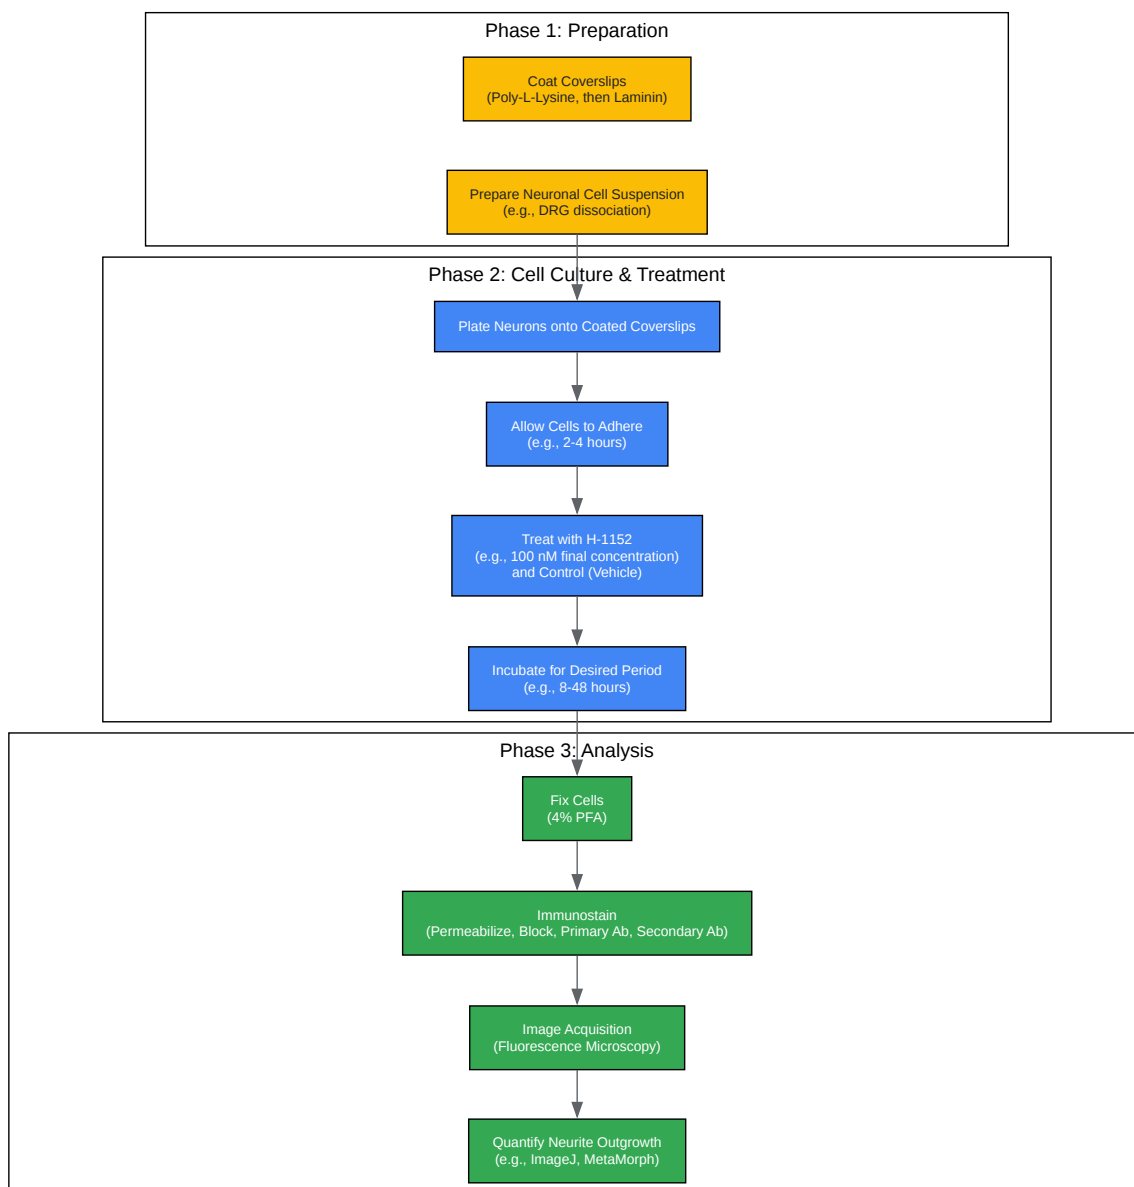 Phase 1: Preparation
Coat Coverslips
(Poly-L-Lysine, then Laminin)
Prepare Neuronal Cell Suspension
(e.g., DRG dissociation)
Phase 2: Cell Culture & Treatment
Plate Neurons onto Coated Coverslips
Allow Cells to Adhere
(e.g., 2-4 hours)
Treat with H-1152
(e.g., 100 nM final concentration)
and Control (Vehicle)
Incubate for Desired Period
(e.g., 8-48 hours)
Phase 3: Analysis
Fix Cells
(4% PFA)
Immunostain
(Permeabilize, Block, Primary Ab, Secondary Ab)
Image Acquisition
(Fluorescence Microscopy)
Quantify Neurite Outgrowth
(e.g., ImageJ, MetaMorph)